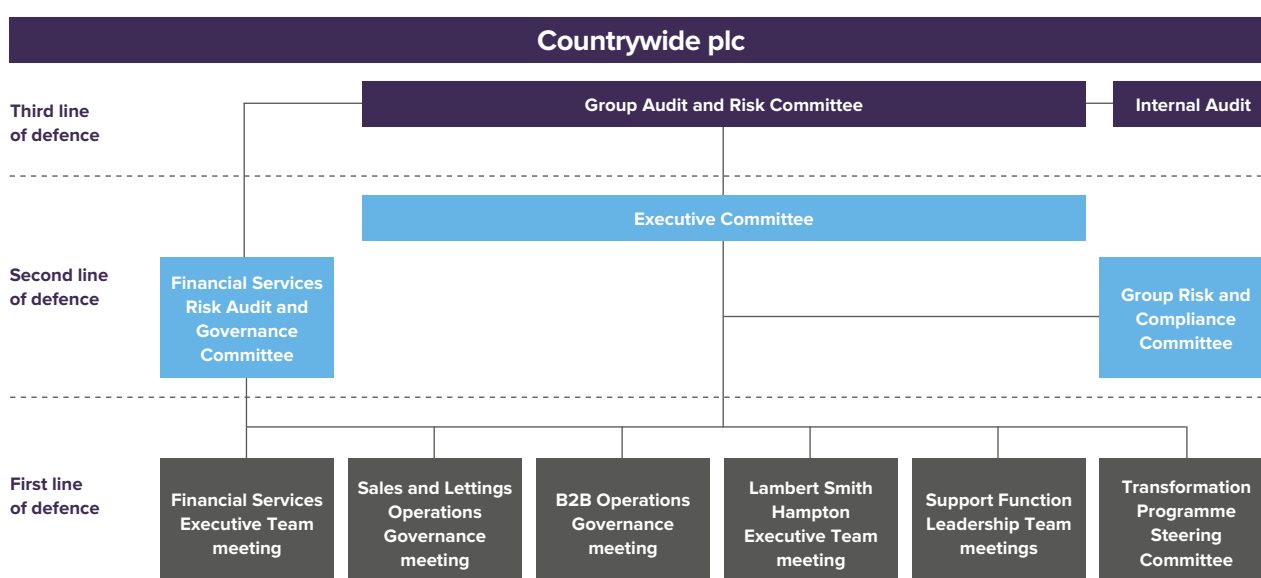 Countrywide plc
Third line
of defence
Group Audit and Risk Committee
Internal Audit
Executive Committee
Second line
of defence
Financial Services
Risk Audit and
Governance
Committee
Group Risk and
Compliance
Committee
First line
of defence
Financial Services
Executive Team
meeting
Sales and Lettings
Operations
Governance
meeting
B2B Operations
Governance
meeting
Lambert Smith
Hampton
Executive Team
meeting
Support Function
Leadership Team
meetings
Transformation
Programme
Steering
Committee